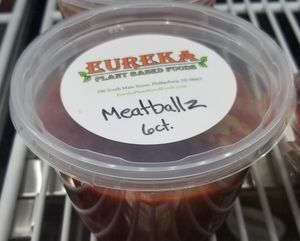 EUREKA
PLANT BASED FOODS
Meatballz
6ct.